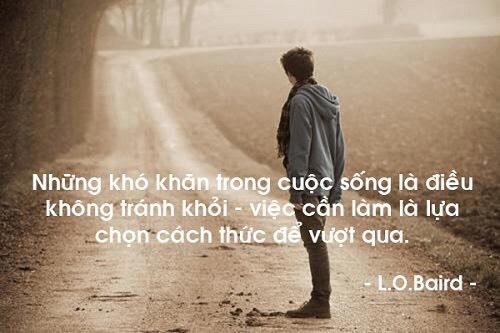 Những khó khăn trong cuộc sống là điều
không tránh khỏi - việc cần làm là lựa
chọn cách thức để vượt qua.
- L.O.Baird -